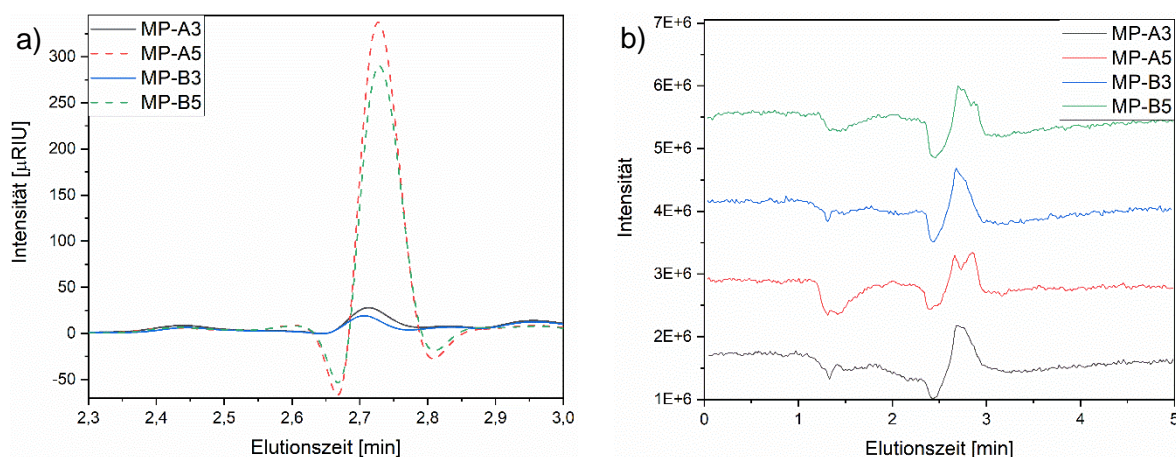 a)
MP-A3
MP-A5
MP-B3
MP-B5
Intensität [µRIU]
300
250
200
150
100
50
0
-50
2,3
2,4
2,5
2,6
2,7
2,8
2,9
3,0
Elutionszeit [min]
b)
MP-A3
MP-A5
MP-B3
MP-B5
Intensität
7E+6
6E+6
5E+6
4E+6
3E+6
2E+6
1E+6
0
1
2
3
4
5
Elutionszeit [min]